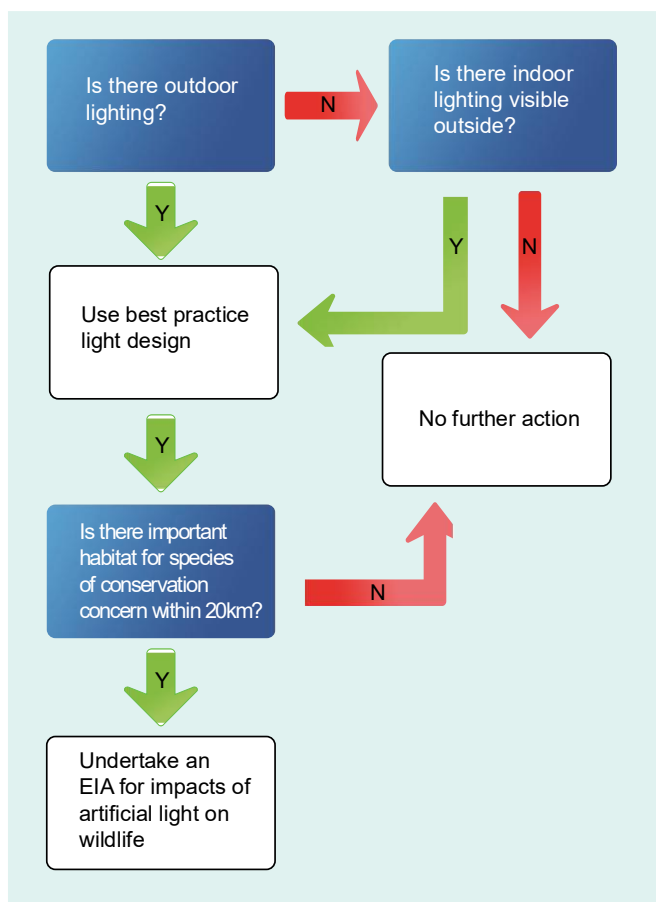 Is there outdoor
lighting?
N
Is there indoor
lighting visible
outside?
Y
Y
N
Use best practice
light design
No further action
Y
Is there important
habitat for species
of conservation
concern within 20km?
N
Y
Undertake an
EIA for impacts of
artificial light on
wildlife